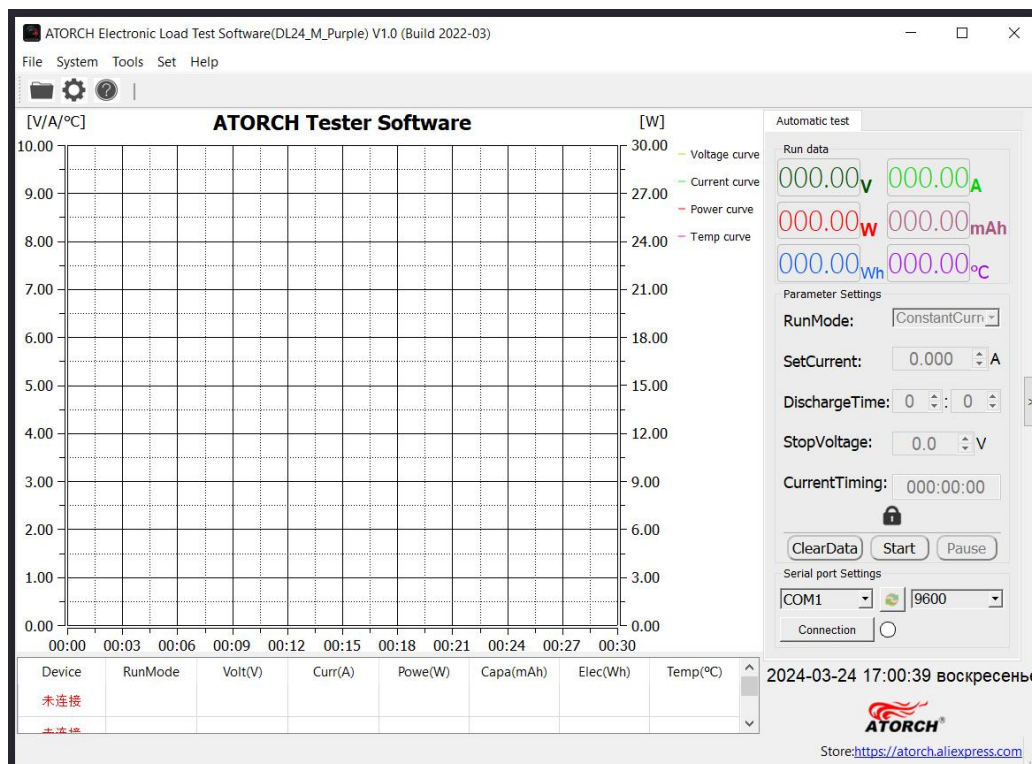 ATORCH Electronic Load Test Software(DL24_M_Purple) V1.0 (Build 2022-03)
File System Tools Set Help
[V/A/ºC] ATORCH Tester Software [W]
10.00
9.00
8.00
7.00
6.00
5.00
4.00
3.00
2.00
1.00
0.00
30.00
27.00
24.00
21.00
18.00
15.00
12.00
9.00
6.00
3.00
0.00
00:00 00:03 00:06 00:09 00:12 00:15 00:18 00:21 00:24 00:27 00:30
Voltage curve
Current curve
Power curve
Temp curve
Automatic test
Run data
000.00V 000.00A
000.00W 000.00mAh
000.00Wh 000.00ºC
Parameter Settings
RunMode: ConstantCurr
SetCurrent: 0.000 A
DischargeTime: 0 : 0
StopVoltage: 0.0 V
CurrentTiming: 000:00:00
ClearData Start Pause
Serial port Settings
COM1 9600
Connection
Device RunMode Volt(V) Curr(A) Powe(W) Capa(mAh) Elec(Wh) Temp(ºC)
未连接
未连接
2024-03-24 17:00:39 воскресенье
ATORCH®
Store:https://atorch.aliexpress.com